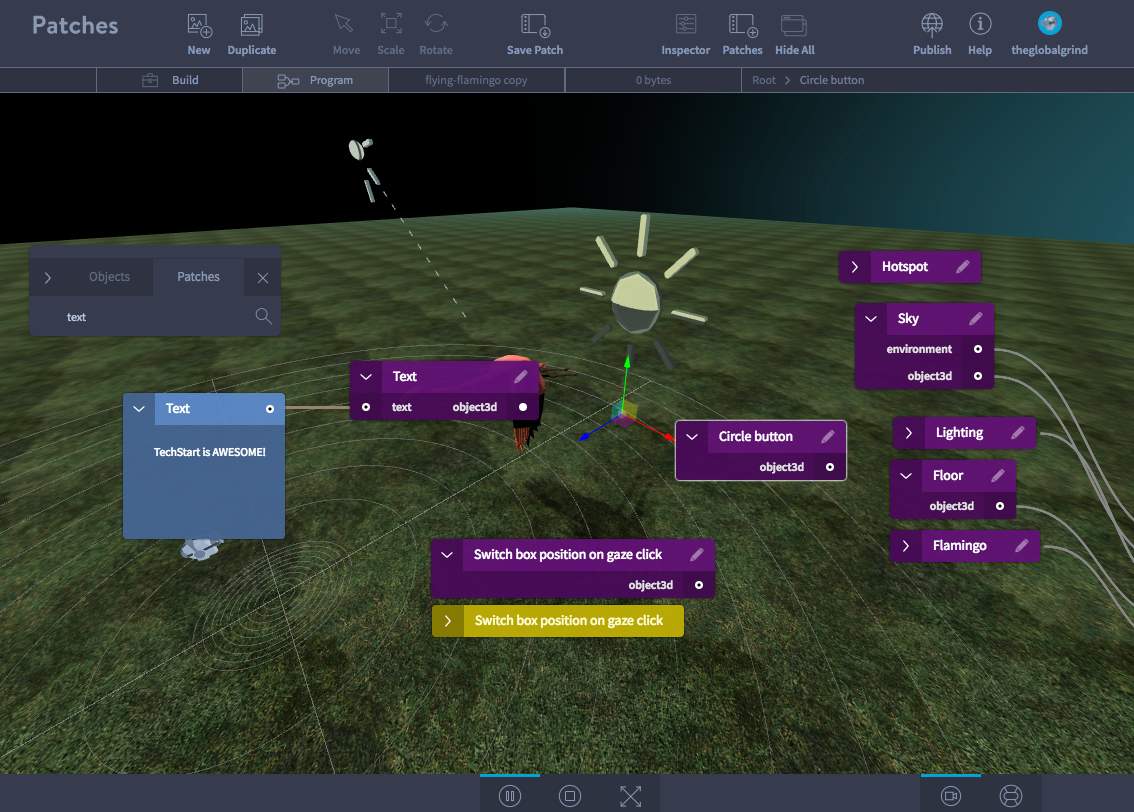 Patches
New
Duplicate
Move
Scale
Rotate
Save Patch
Inspector
Patches
Hide All
Publish
Help
theglobalgrind
Build
Program
flying-flamingo copy
0 bytes
Root > Circle button
Objects
Patches
text
Hotspot
Sky
environment
object3d
Text
text object3d
Text
TechStart is AWESOME!
Circle button
object3d
Lighting
Floor
object3d
Flamingo
Switch box position on gaze click
object3d
Switch box position on gaze click